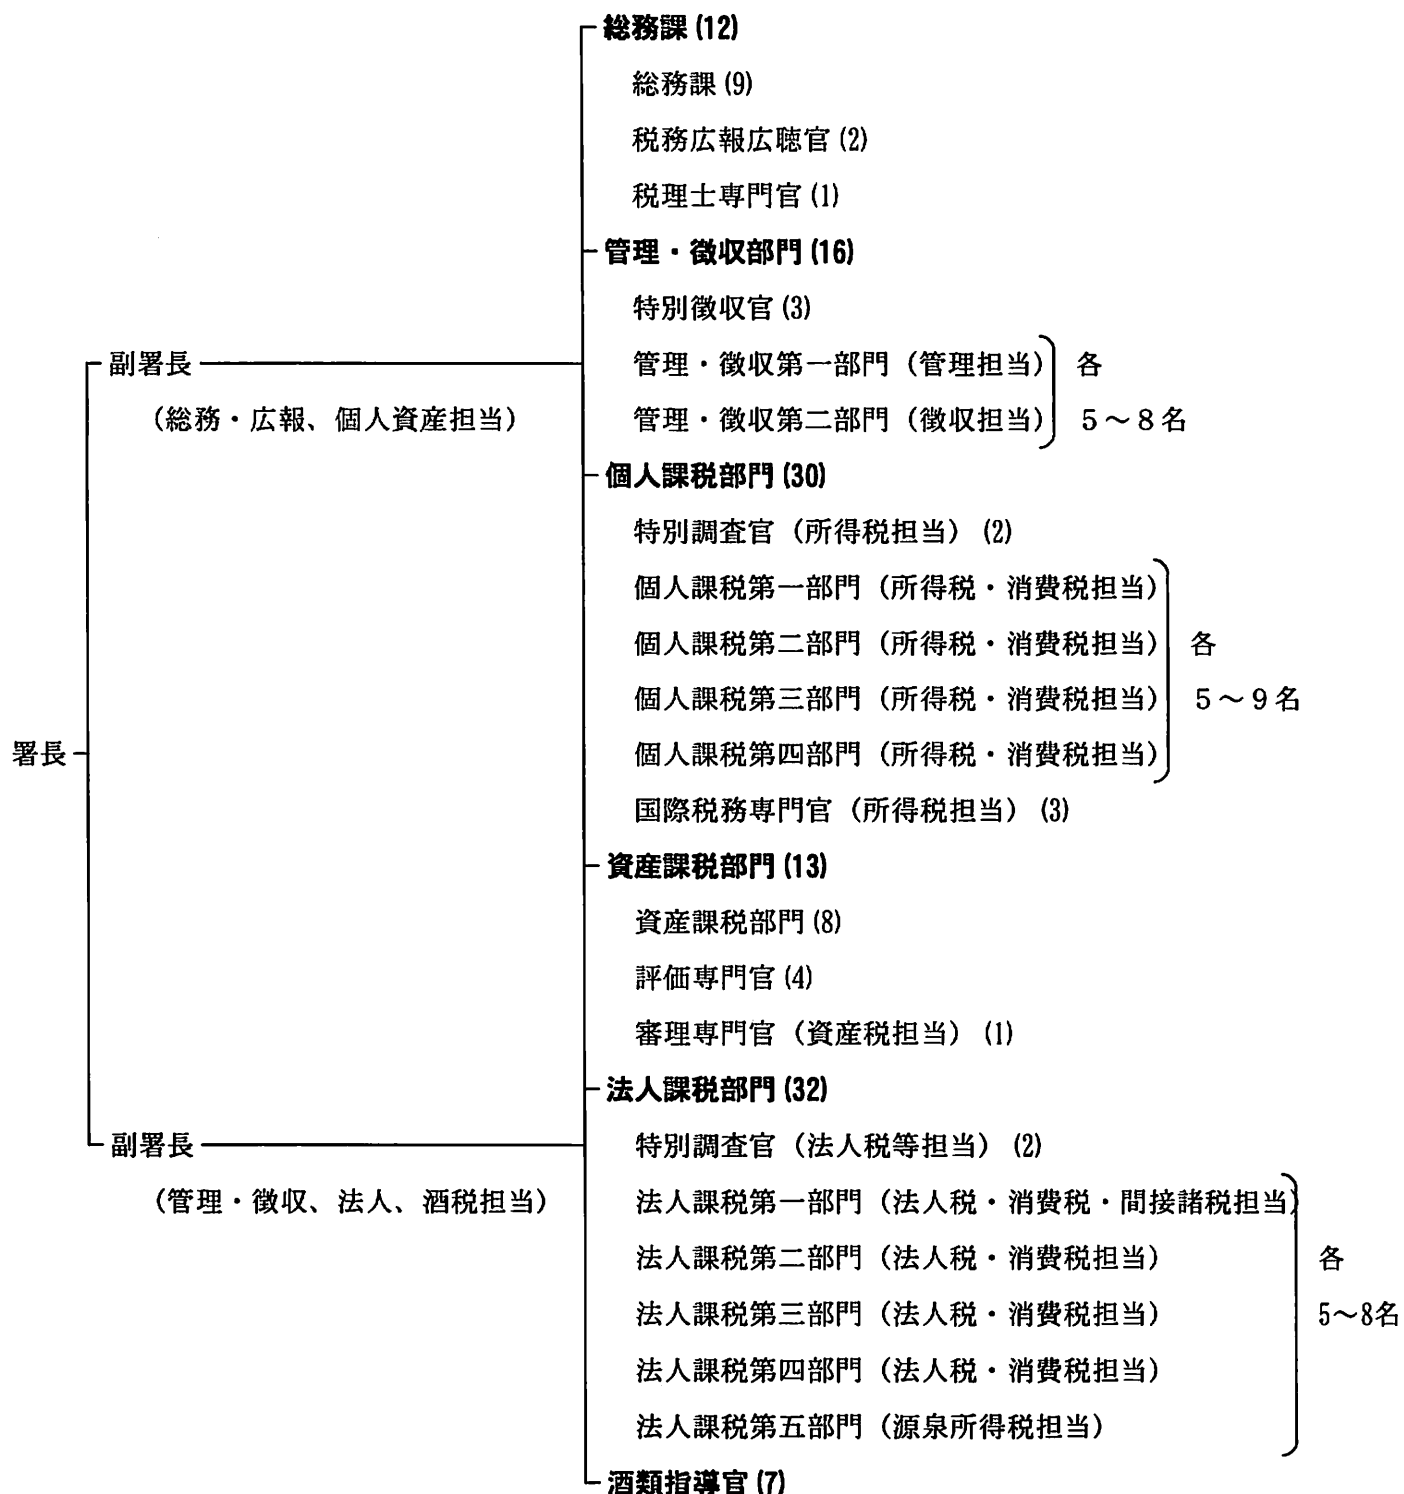 総務課 (12)
総務課 (9)
税務広報広聴官 (2)
税理士専門官 (1)
管理・徴収部門 (16)
特別徴収官 (3)
副署長
管理・徴収第一部門（管理担当） 各
（総務・広報、個人資産担当）
管理・徴収第二部門（徴収担当） 5～8名
個人課税部門 (30)
特別調査官（所得税担当） (2)
個人課税第一部門（所得税・消費税担当）
個人課税第二部門（所得税・消費税担当） 各
個人課税第三部門（所得税・消費税担当） 5～9名
署長
個人課税第四部門（所得税・消費税担当）
国際税務専門官（所得税担当） (3)
資産課税部門 (13)
資産課税部門 (8)
評価専門官 (4)
審理専門官（資産税担当） (1)
法人課税部門 (32)
副署長
特別調査官（法人税等担当） (2)
（管理・徴収、法人、酒税担当）
法人課税第一部門（法人税・消費税・間接諸税担当）
法人課税第二部門（法人税・消費税担当） 各
法人課税第三部門（法人税・消費税担当） 5～8名
法人課税第四部門（法人税・消費税担当）
法人課税第五部門（源泉所得税担当）
酒類指導官 (7)